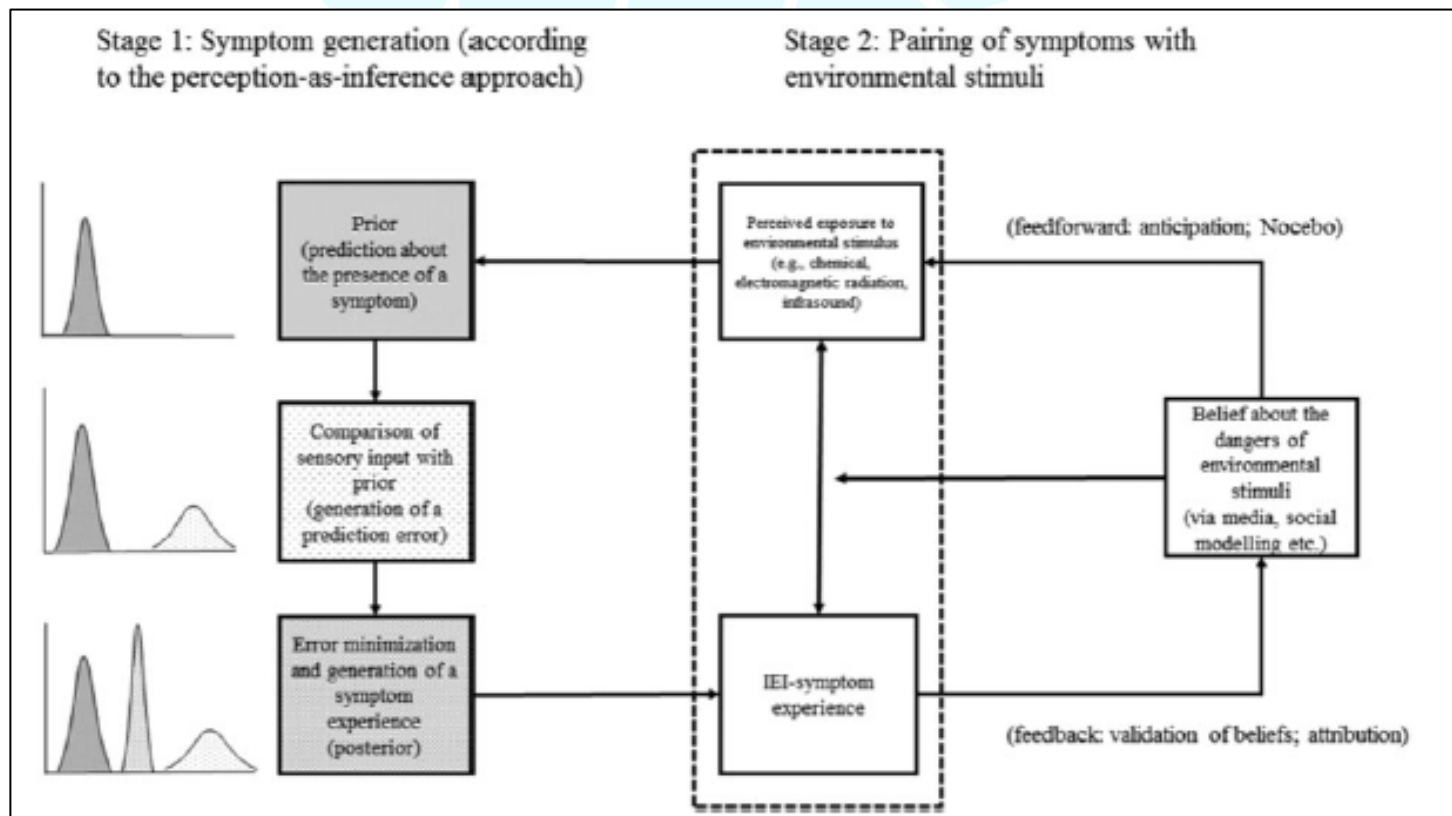 Stage 1: Symptom generation (according
to the perception-as-inference approach)
Stage 2: Pairing of symptoms with
environmental stimuli
Prior
(prediction about
the presence of a
symptom)
Perceived exposure to
environmental stimulus
(e.g., chemical,
electromagnetic radiation,
infrasound)
(feedforward: anticipation; Nocebo)
Comparison of
sensory input with
prior
(generation of a
prediction error)
Belief about the
dangers of
environmental
stimuli
(via media, social
modelling etc.)
Error minimization
and generation of a
symptom
experience
(posterior)
IEI-symptom
experience
(feedback: validation of beliefs; attribution)